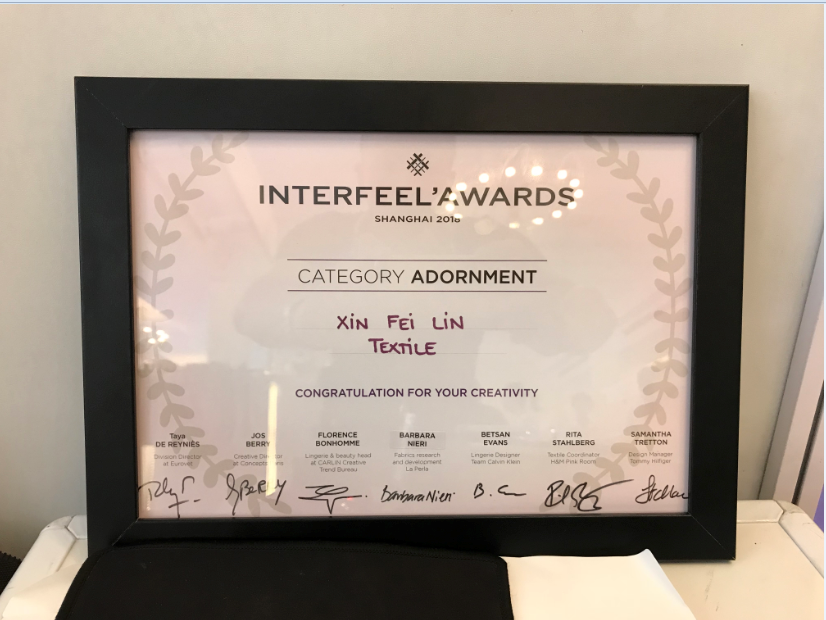 INTERFEEL'AWARDS
SHANGHAI 2018
CATEGORY ADORNMENT
XIN FEI LIN
TEXTILE
CONGRATULATION FOR YOUR CREATIVITY
Taya DE REYNIÈS
Division Director
at Eurovet
JOS BERRY
Creative Director
at Concepts
FLORENCE BONHOMME
Lingerie & beauty head
at CARLIN Creative
Trend Bureau
BARBARA NIERI
Fabrics research
and development
La Perla
BETSAN EVANS
Lingerie Designer
Team Calvin Klein
RITA STAHLBERG
Textile Coordinator
H&M Pink Room
SAMANTHA TRETTON
Design Manager
Tommy Hilfiger
Barbara Nieri